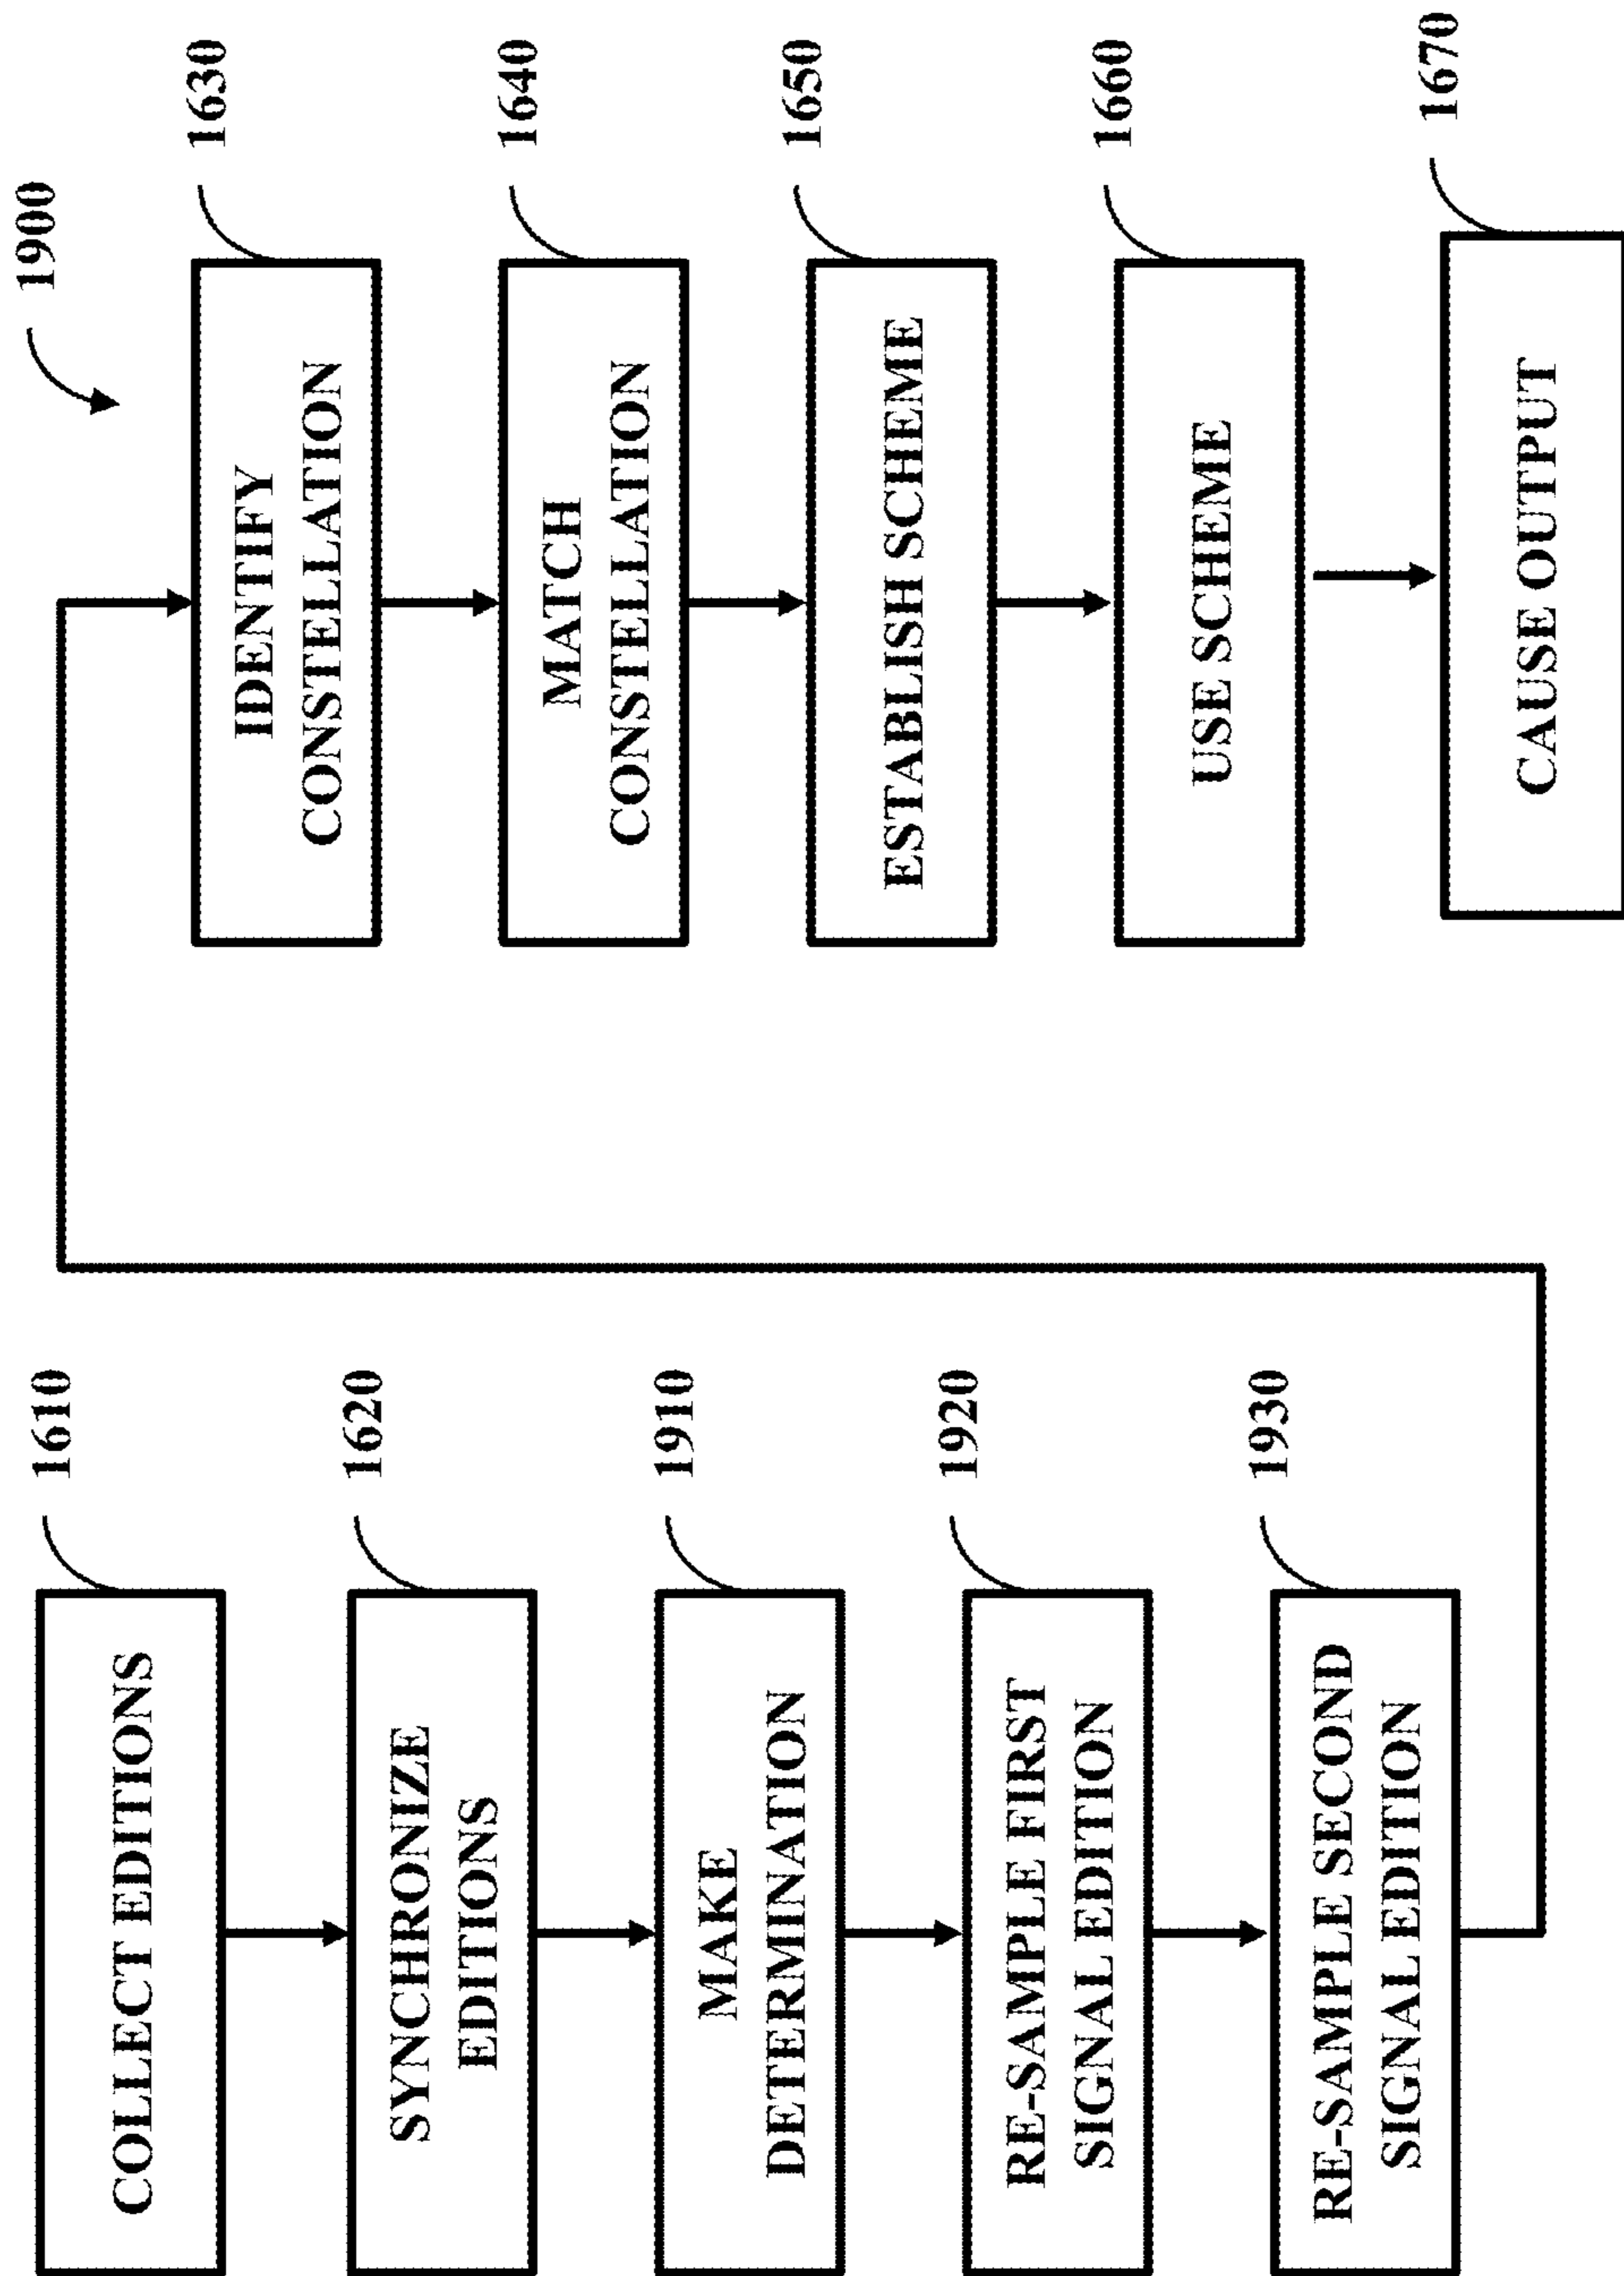 1900
COLLECT EDITIONS
1610
SYNCHRONIZE
EDITIONS
1620
MAKE
DETERMINATION
1910
RE-SAMPLE FIRST
SIGNAL EDITION
1920
RE-SAMPLE SECOND
SIGNAL EDITION
1930
IDENTIFY
CONSTELLATION
1630
MATCH
CONSTELLATION
1640
ESTABLISH SCHEME
1650
USE SCHEME
1660
CAUSE OUTPUT
1670